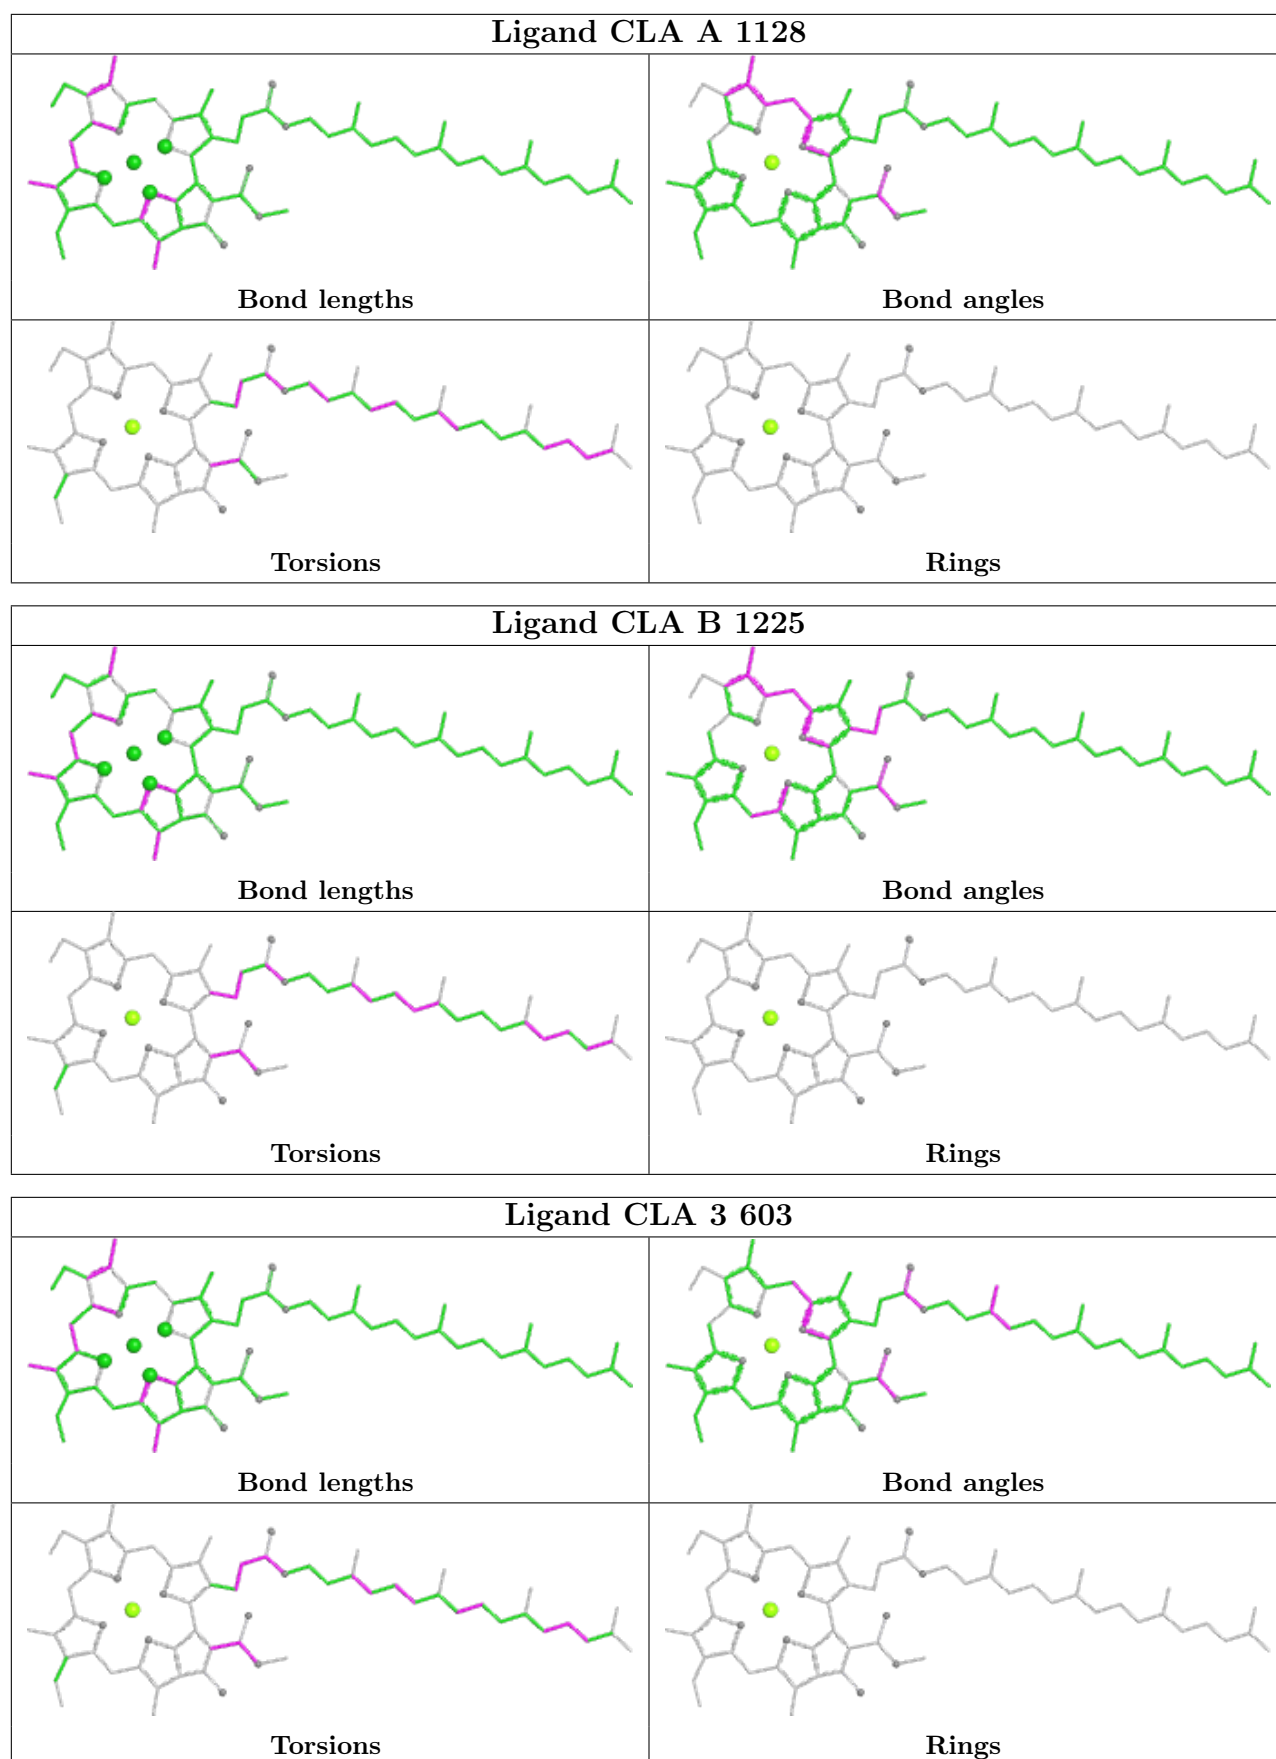 Ligand CLA A 1128
Bond lengths
Bond angles
Torsions
Rings
Ligand CLA B 1225
Bond lengths
Bond angles
Torsions
Rings
Ligand CLA 3 603
Bond lengths
Bond angles
Torsions
Rings